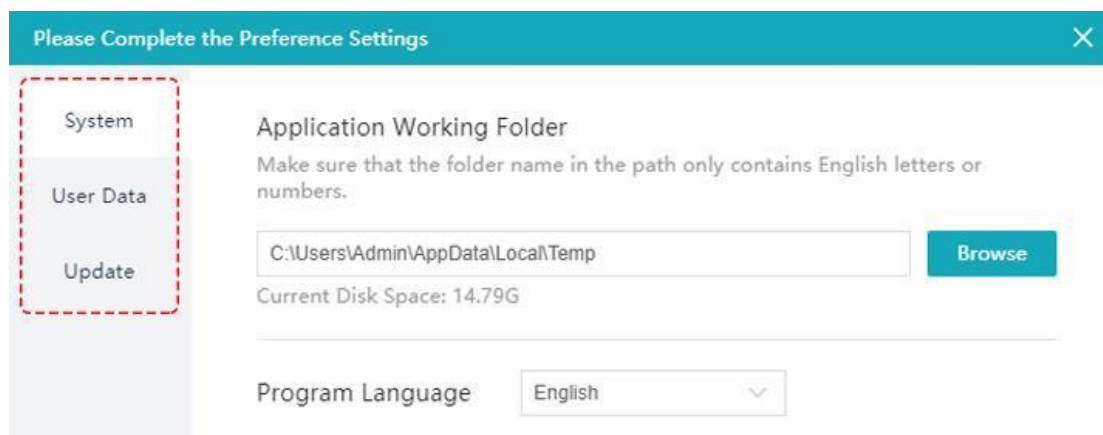 Please Complete the Preference Settings
System
User Data
Update
Application Working Folder
Make sure that the folder name in the path only contains English letters or
numbers.
C:\Users\Admin\AppData\Local\Temp
Browse
Current Disk Space: 14.79G
Program Language
English